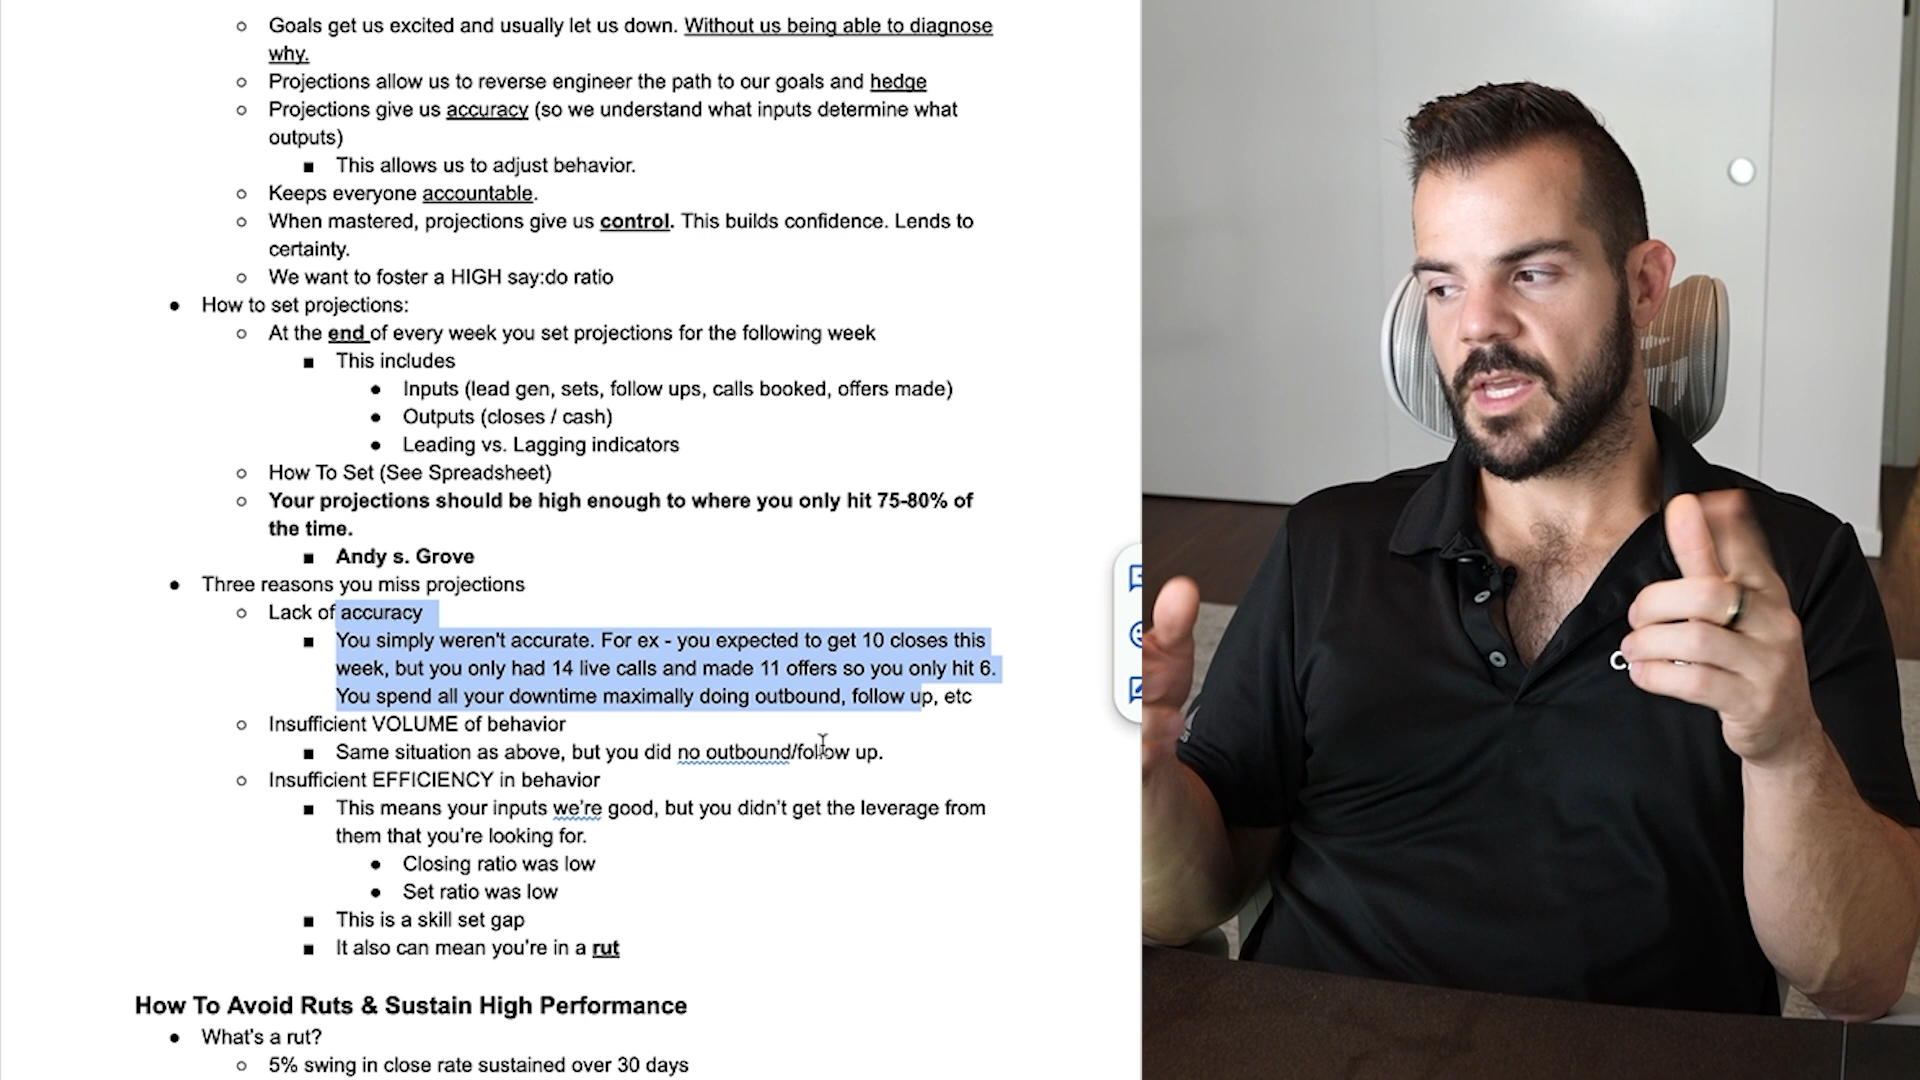 Goals get us excited and usually let us down. Without us being able to diagnose
why.
Projections allow us to reverse engineer the path to our goals and hedge
Projections give us accuracy (so we understand what inputs determine what
outputs)
This allows us to adjust behavior.
Keeps everyone accountable.
When mastered, projections give us control. This builds confidence. Lends to
certainty.
We want to foster a HIGH say:do ratio
How to set projections:
At the end of every week you set projections for the following week
This includes
Inputs (lead gen, sets, follow ups, calls booked, offers made)
Outputs (closes / cash)
Leading vs. Lagging indicators
How To Set (See Spreadsheet)
Your projections should be high enough to where you only hit 75-80% of
the time.
Andy s. Grove
Three reasons you miss projections
Lack of accuracy
You simply weren't accurate. For ex - you expected to get 10 closes this
week, but you only had 14 live calls and made 11 offers so you only hit 6.
You spend all your downtime maximally doing outbound, follow up, etc
Insufficient VOLUME of behavior
Same situation as above, but you did no outbound/follow up.
Insufficient EFFICIENCY in behavior
This means your inputs we're good, but you didn't get the leverage from
them that you're looking for.
Closing ratio was low
Set ratio was low
This is a skill set gap
It also can mean you're in a rut
How To Avoid Ruts & Sustain High Performance
What's a rut?
5% swing in close rate sustained over 30 days